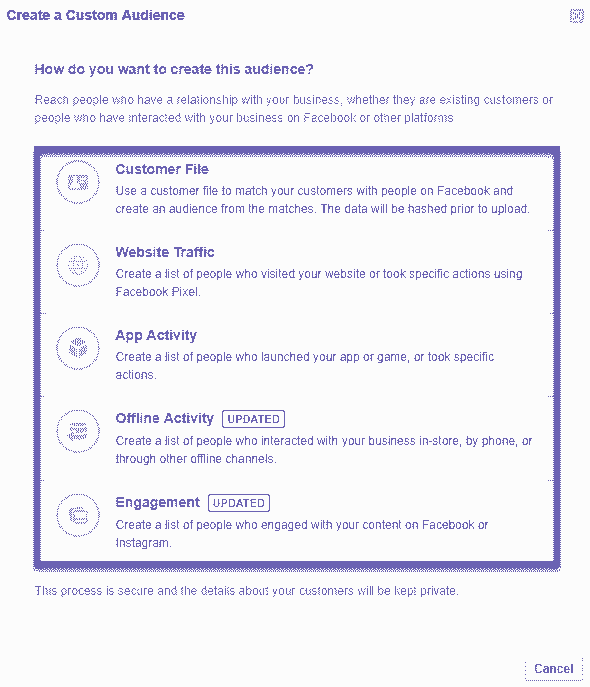 Create a Custom Audience
How do you want to create this audience?
Reach people who have a relationship with your business, whether they are existing customers or
people who have interacted with your business on Facebook or other platforms
Customer File
Use a customer file to match your customers with people on Facebook and
create an audience from the matches. The data will be hashed prior to upload.
Website Traffic
Create a list of people who visited your website or took specific actions using
Facebook Pixel.
App Activity
Create a list of people who launched your app or game, or took specific
actions.
Offline Activity UPDATED
Create a list of people who interacted with your business in-store, by phone, or
through other offline channels.
Engagement UPDATED
Create a list of people who engaged with your content on Facebook or
Instagram.
This process is secure and the details about your customers will be kept private.
Cancel